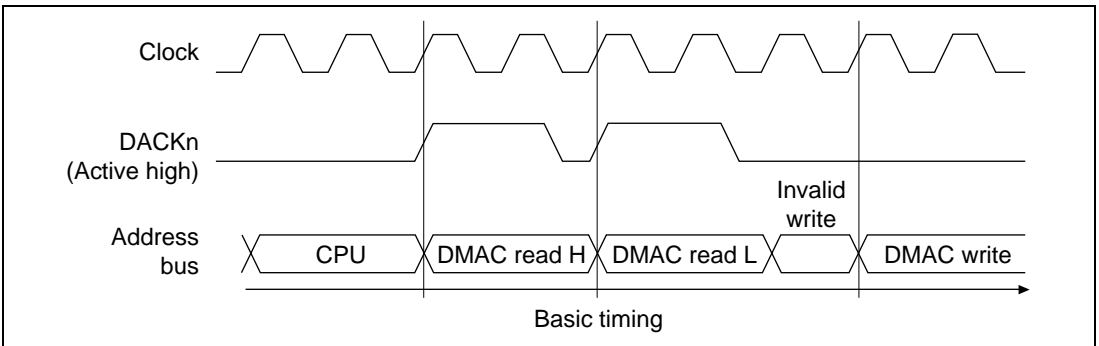 Clock
DACKn
(Active high)
Invalid
write
Address
bus
CPU
DMAC read H
DMAC read L
DMAC write
Basic timing